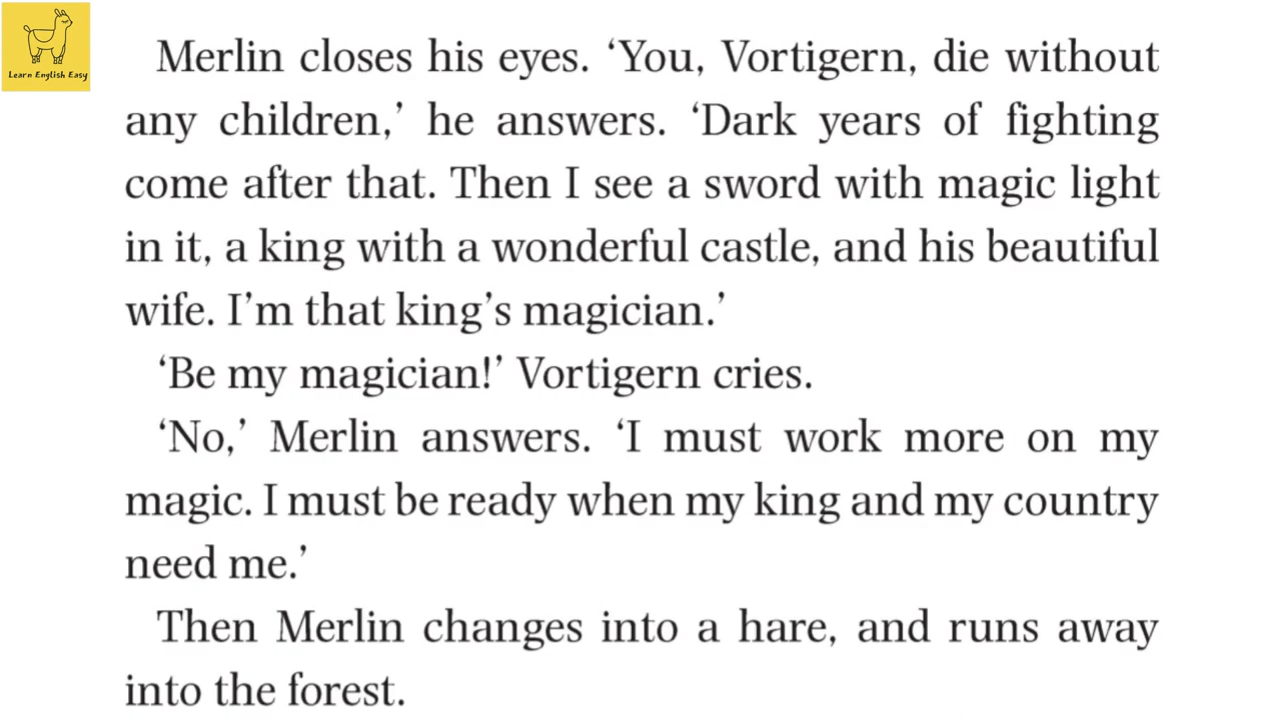 Learn English Easy
Merlin closes his eyes. ‘You, Vortigern, die without
any children,’ he answers. ‘Dark years of fighting
come after that. Then I see a sword with magic light
in it, a king with a wonderful castle, and his beautiful
wife. I’m that king’s magician.’
‘Be my magician!’ Vortigern cries.
‘No,’ Merlin answers. ‘I must work more on my
magic. I must be ready when my king and my country
need me.’
Then Merlin changes into a hare, and runs away
into the forest.